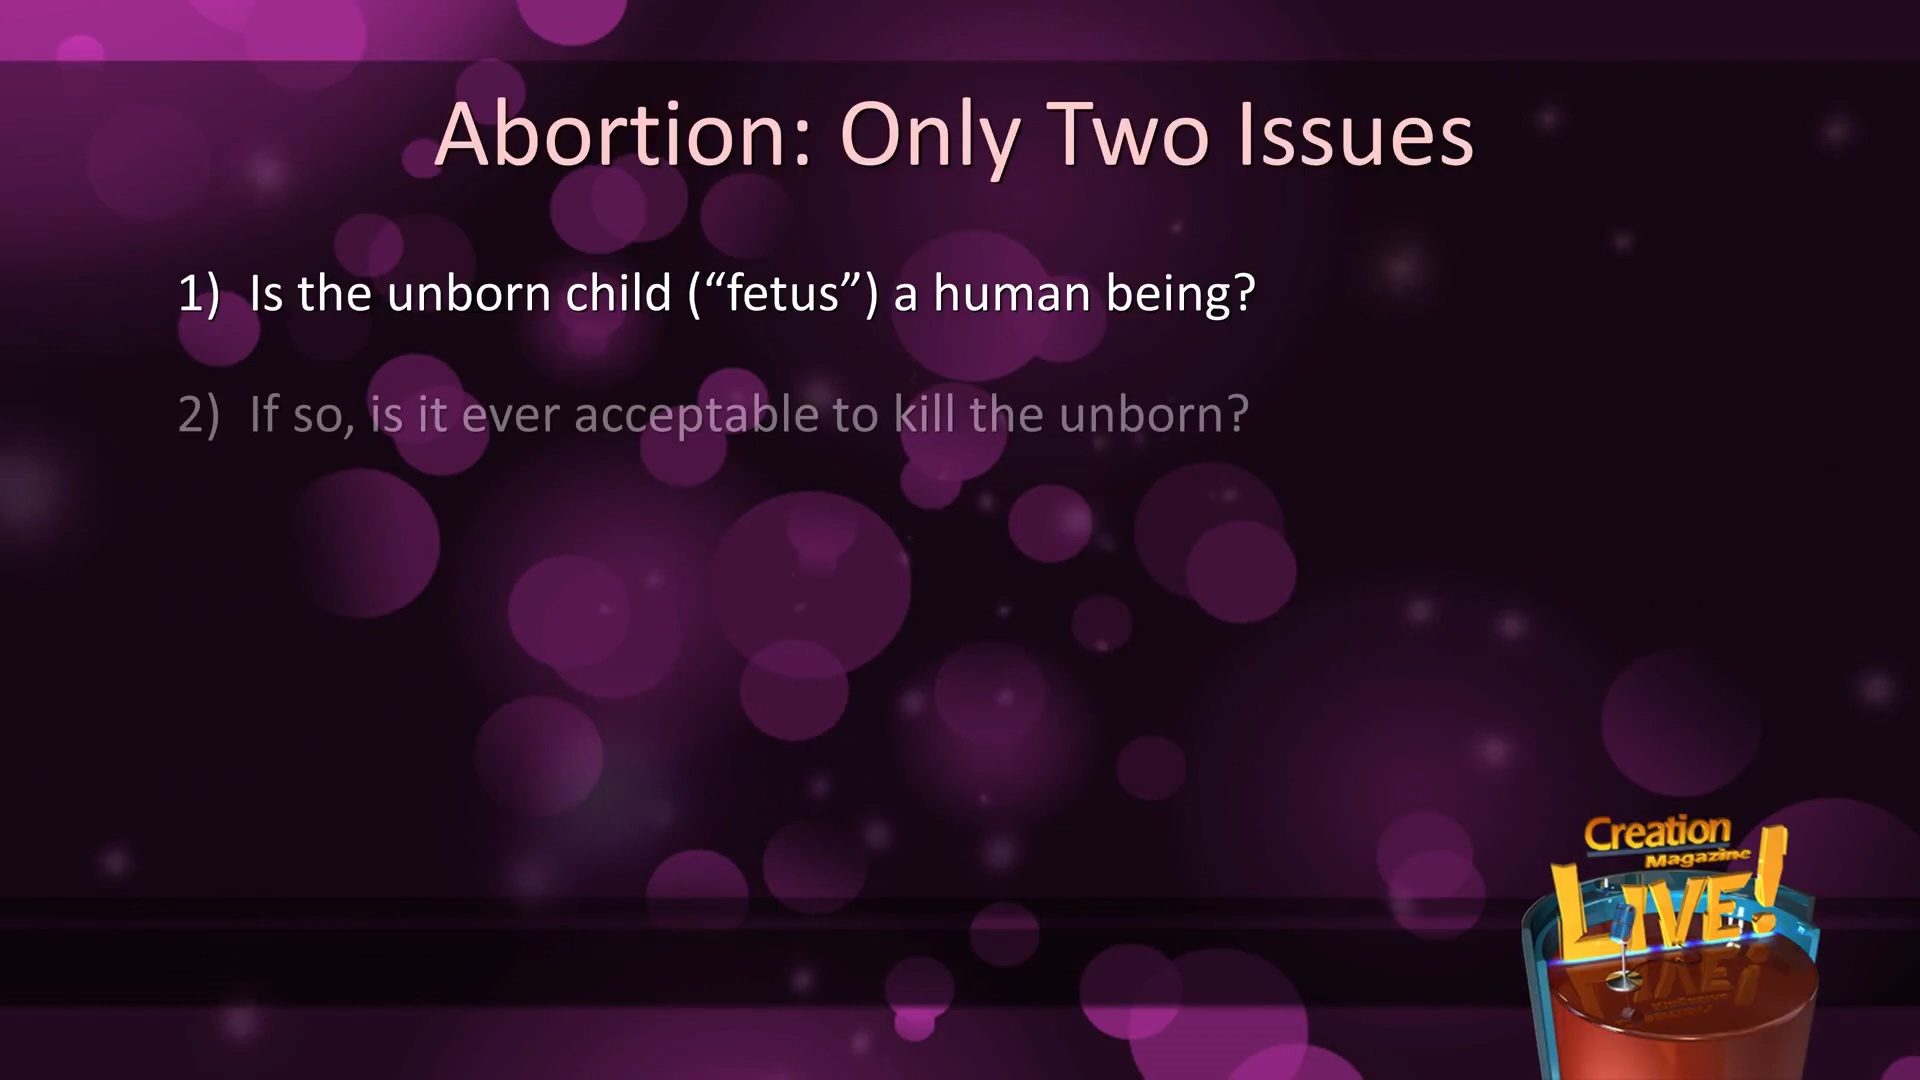 Abortion: Only Two Issues
1) Is the unborn child (“fetus”) a human being?
2) If so, is it ever acceptable to kill the unborn?
Creation
Magazine
LIVE!